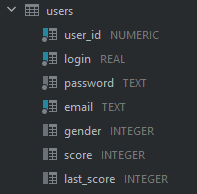 users
user_id NUMERIC
login REAL
password TEXT
email TEXT
gender INTEGER
score INTEGER
last_score INTEGER